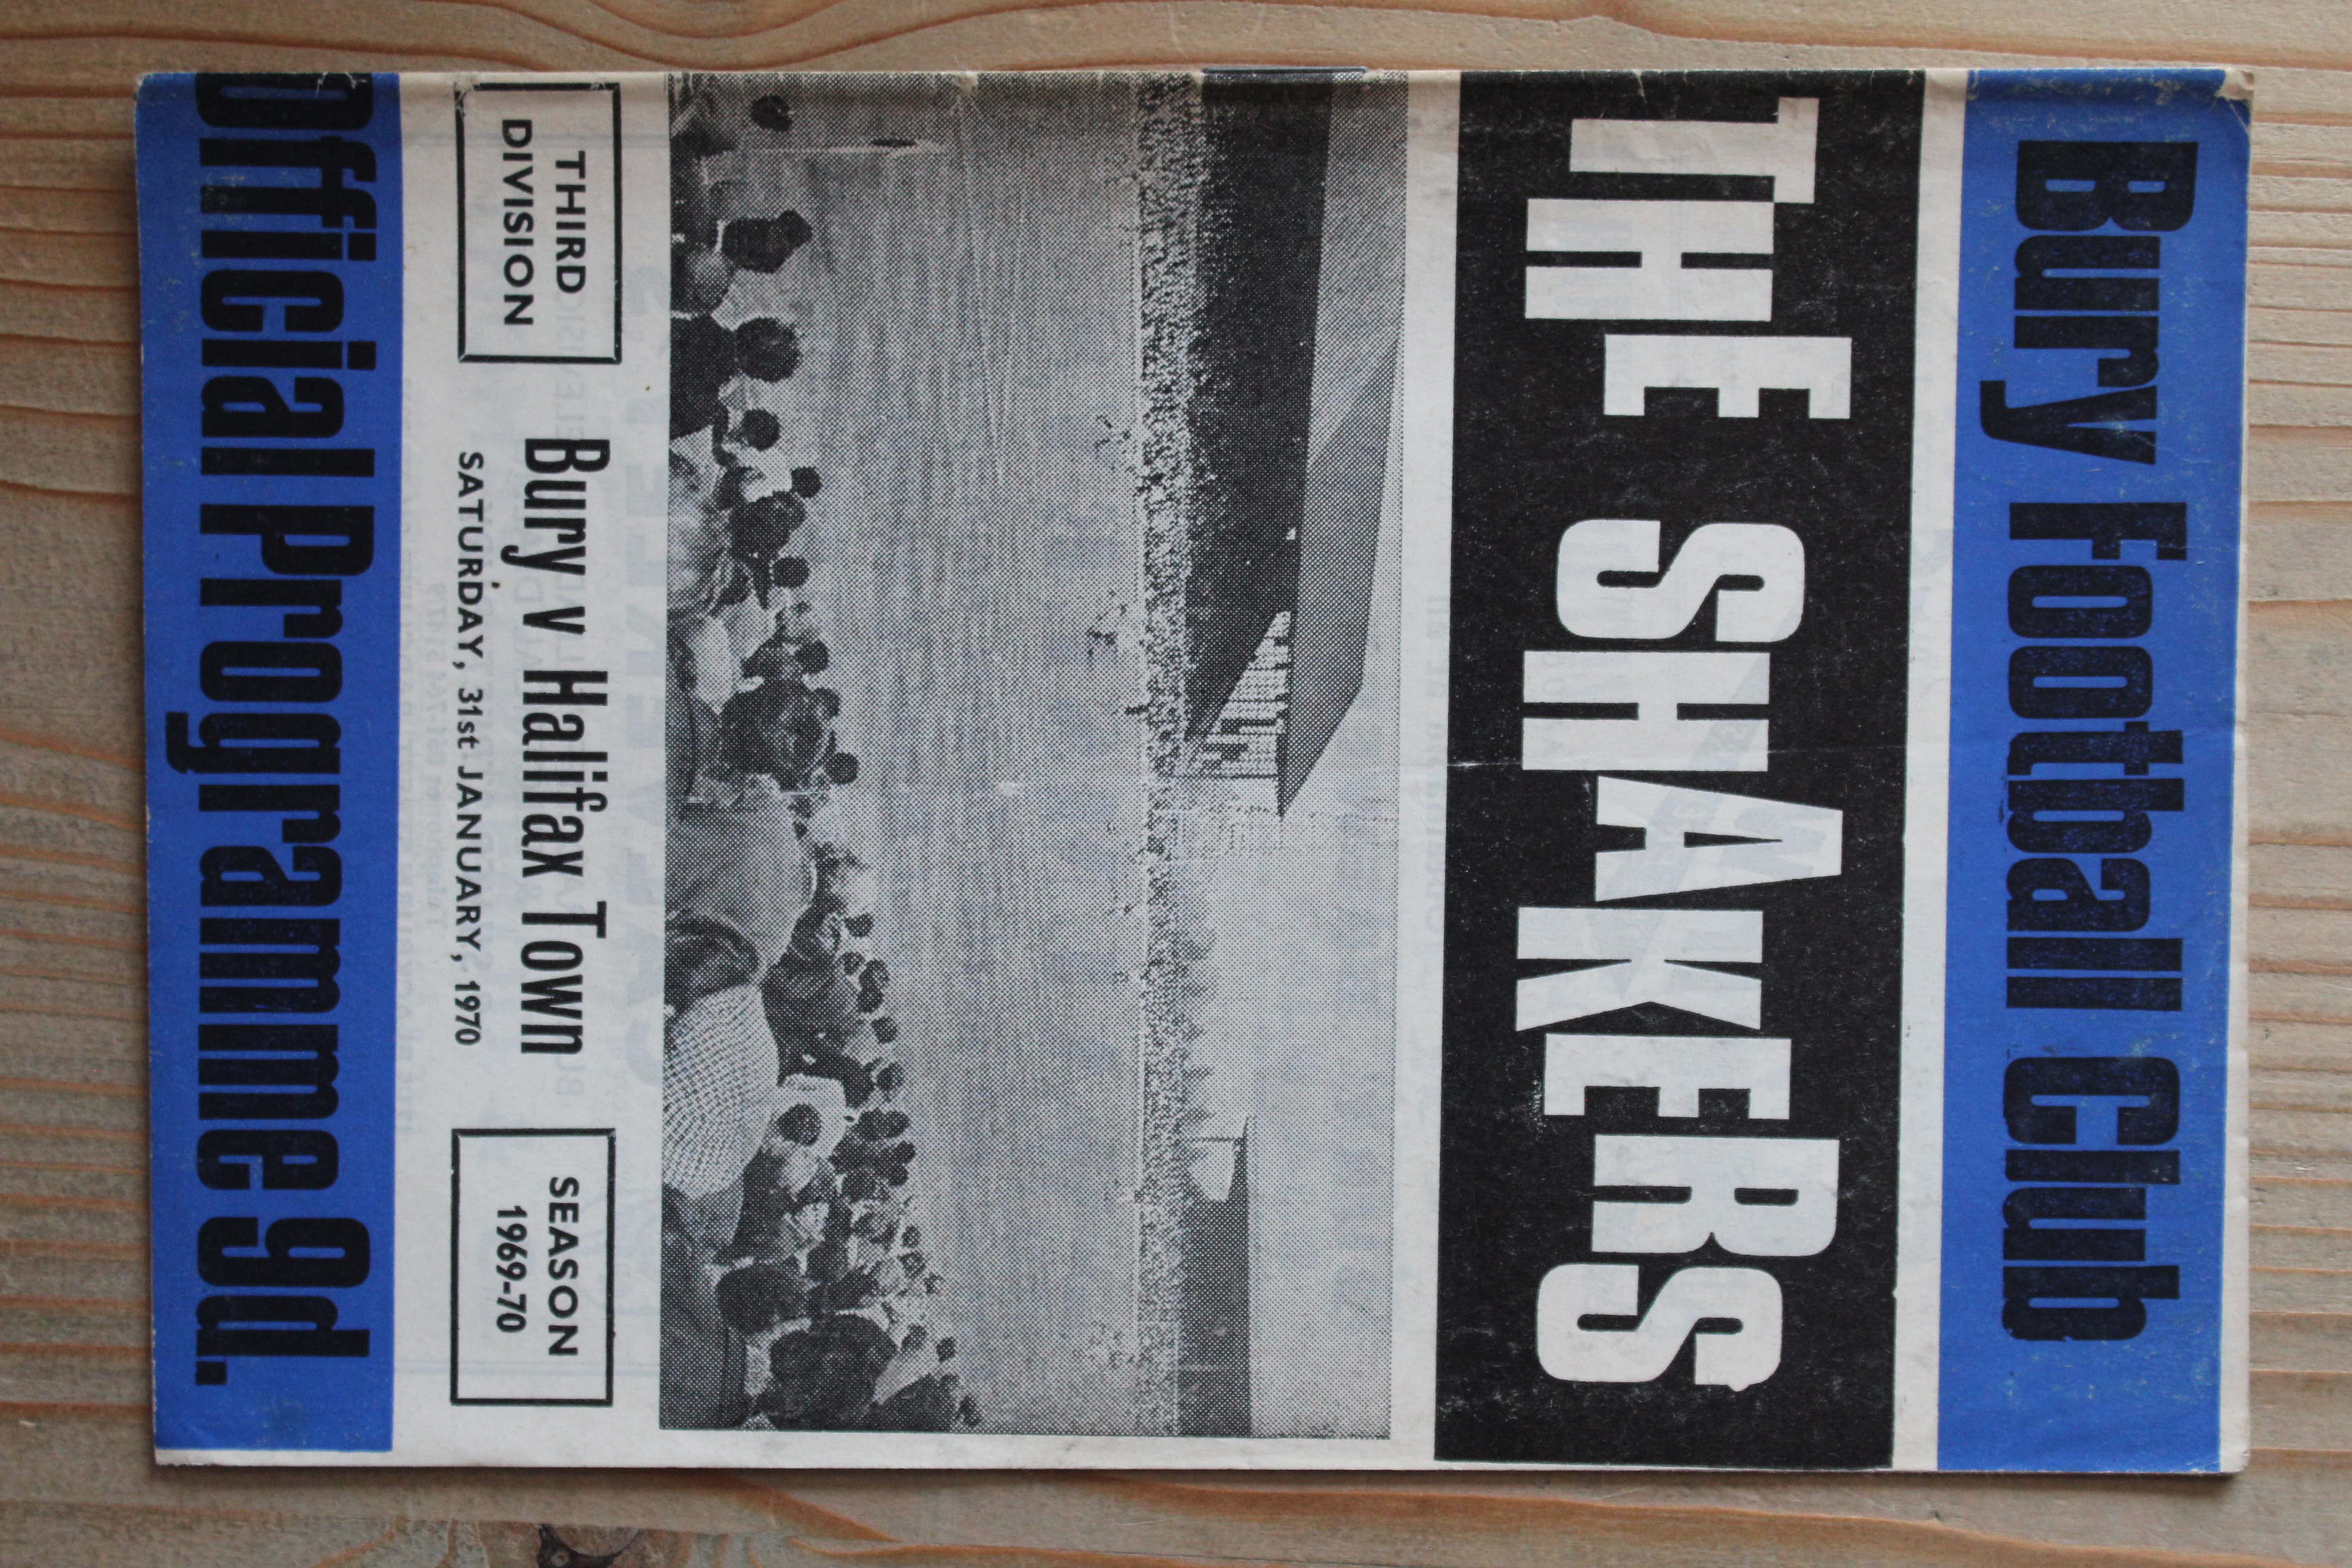 Bury Football Club
THE SHAKERS
THIRD
DIVISION
Bury v Halifax Town
SATURDAY, 31st JANUARY, 1970
SEASON
1969-70
Official Programme 9d.